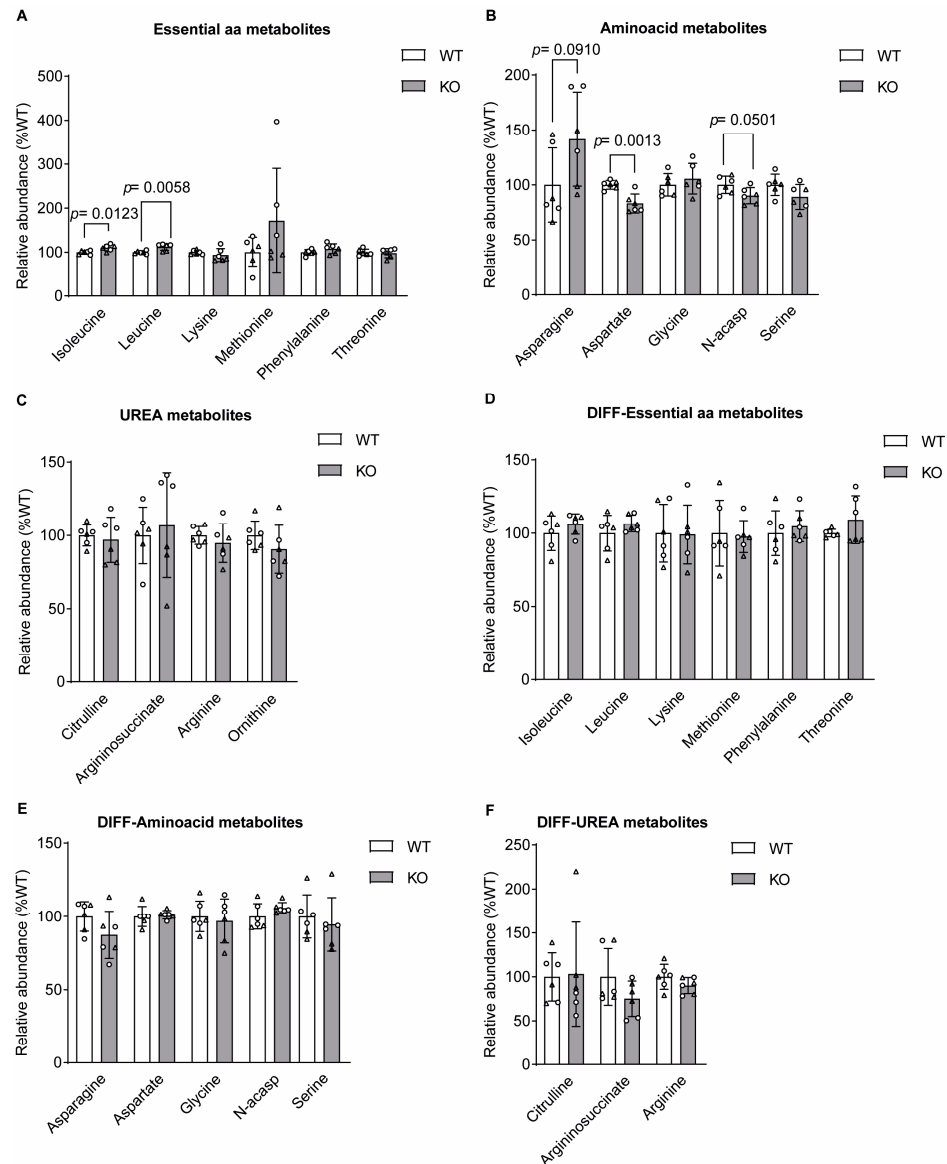 A
Essential aa metabolites
WT
KO
Relative abundance (%WT)
500
400
300
200
100
0
p= 0.0123
p= 0.0058
Isoleucine
Leucine
Lysine
Methionine
Phenylalanine
Threonine
B
Aminoacid metabolites
WT
KO
Relative abundance (%WT)
200
150
100
50
0
p= 0.0910
p= 0.0013
p= 0.0501
Asparagine
Aspartate
Glycine
N-acasp
Serine
C
UREA metabolites
WT
KO
Relative abundance (%WT)
150
100
50
0
Citrulline
Argininosuccinate
Arginine
Ornithine
D
DIFF-Essential aa metabolites
WT
KO
Relative abundance (%WT)
150
100
50
0
Isoleucine
Leucine
Lysine
Methionine
Phenylalanine
Threonine
E
DIFF-Aminoacid metabolites
WT
KO
Relative abundance (%WT)
150
100
50
0
Asparagine
Aspartate
Glycine
N-acasp
Serine
F
DIFF-UREA metabolites
WT
KO
Relative abundance (%WT)
250
200
150
100
50
0
Citrulline
Argininosuccinate
Arginine